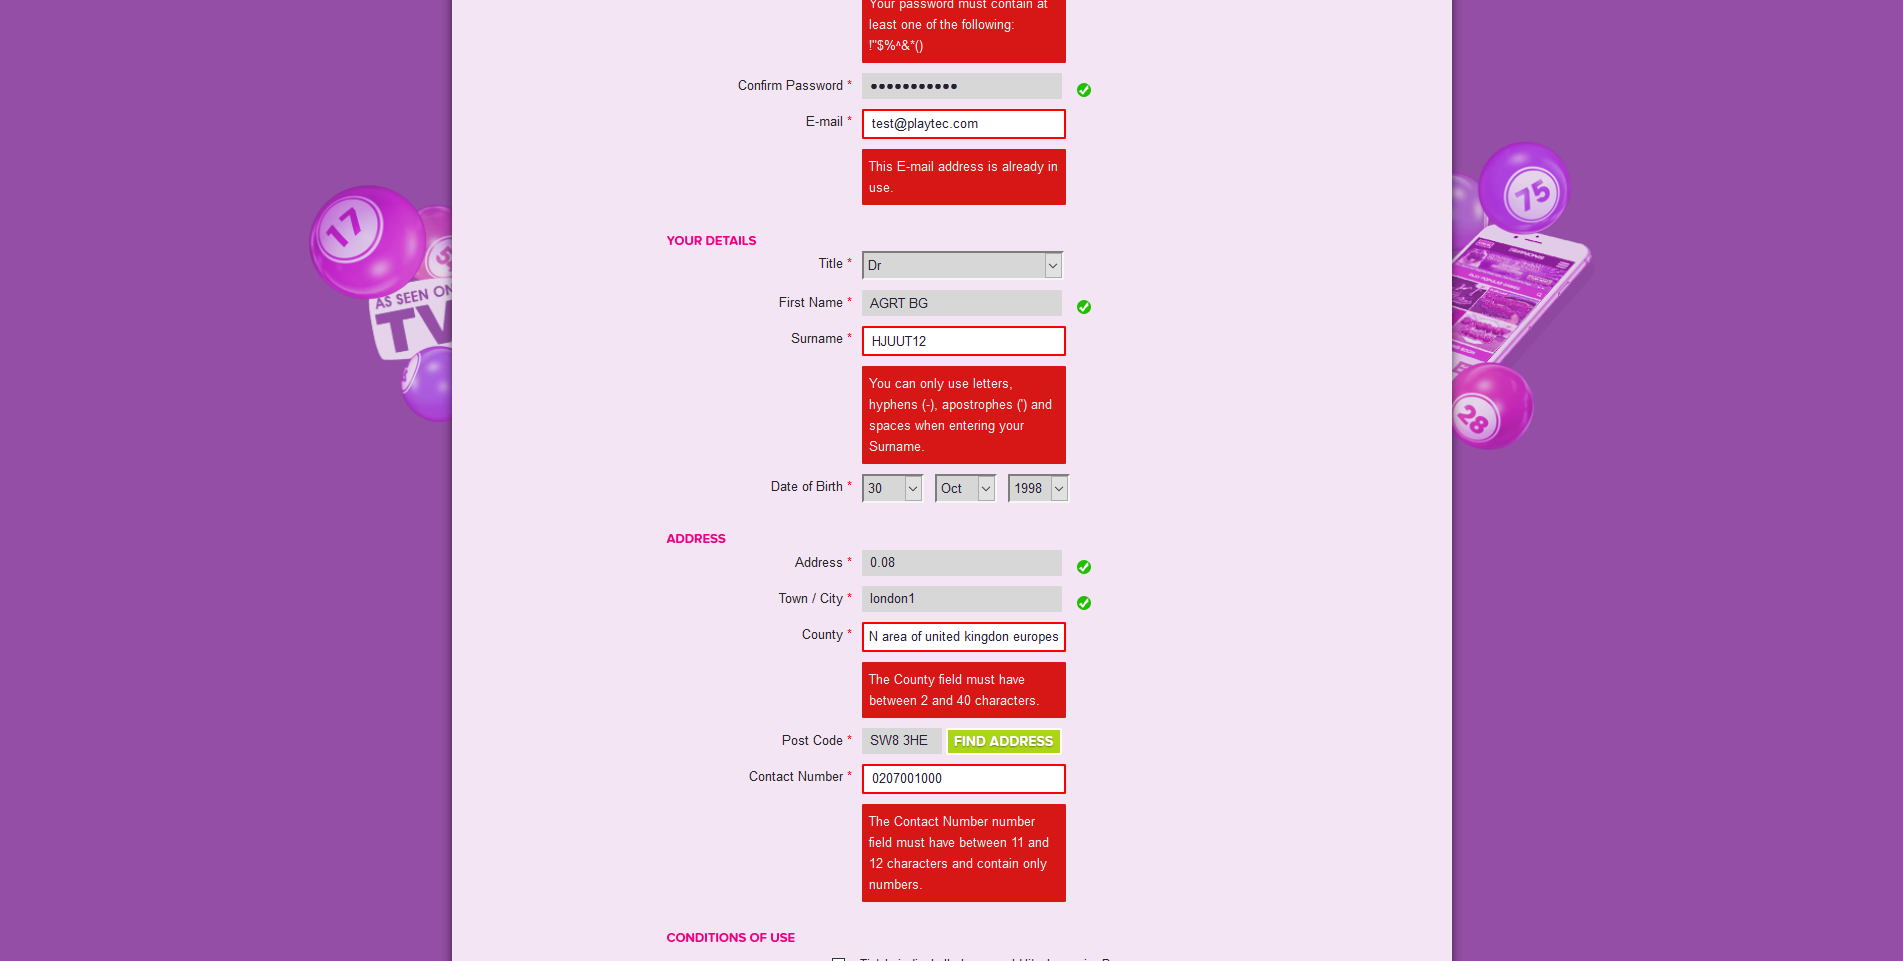 Your password must contain at
least one of the following:
!"$%^&*()
Confirm Password *
E-mail * test@playtec.com
This E-mail address is already in
use.
YOUR DETAILS
Title * Dr
First Name * AGRT BG
Surname * HJUUT12
You can only use letters,
hyphens (-), apostrophes (') and
spaces when entering your
Surname.
Date of Birth * 30 Oct 1998
ADDRESS
Address * 0.08
Town / City * london1
County * N area of united kingdon europes
The County field must have
between 2 and 40 characters.
Post Code * SW8 3HE FIND ADDRESS
Contact Number * 0207001000
The Contact Number number
field must have between 11 and
12 characters and contain only
numbers.
CONDITIONS OF USE
17
AS SEEN ON
TV
75
28